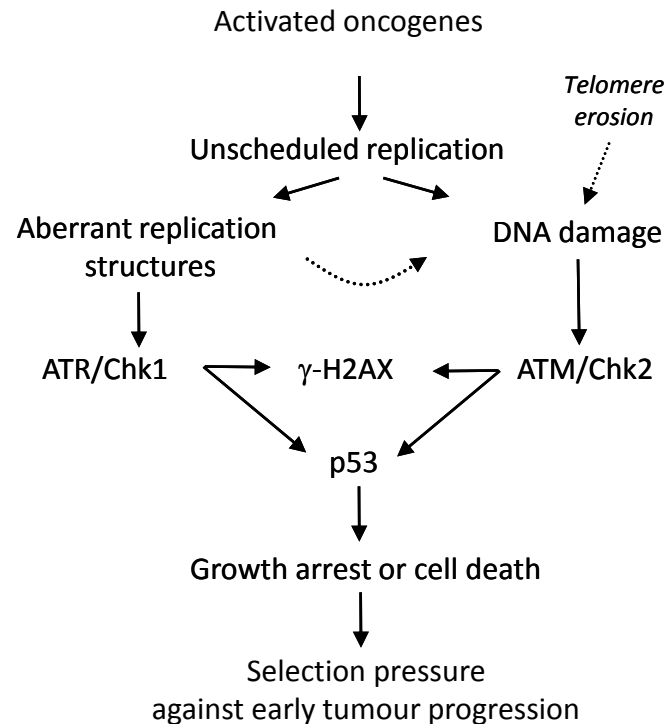 Activated oncogenes
Telomere
erosion
Unscheduled replication
Aberrant replication
structures
DNA damage
ATR/Chk1
γ-H2AX
ATM/Chk2
p53
Growth arrest or cell death
Selection pressure
against early tumour progression